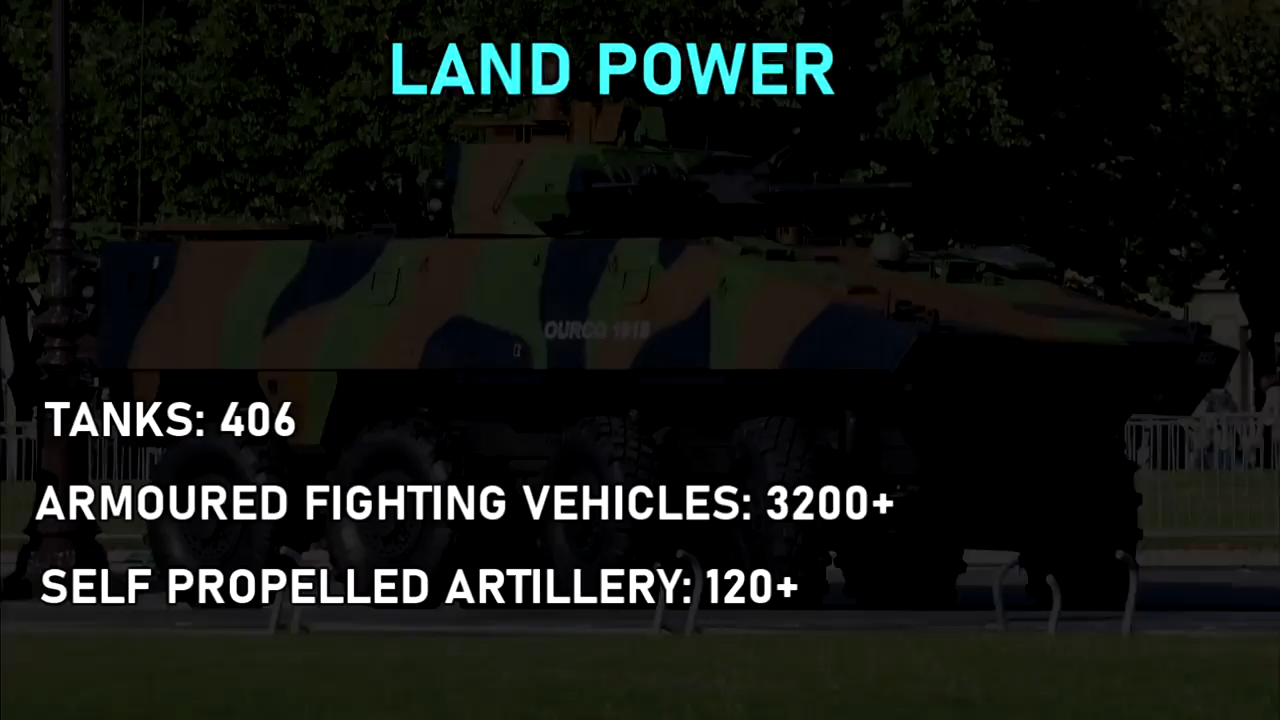 LAND POWER
OURCQ 1918
TANKS: 406
ARMOURED FIGHTING VEHICLES: 3200+
SELF PROPELLED ARTILLERY: 120+